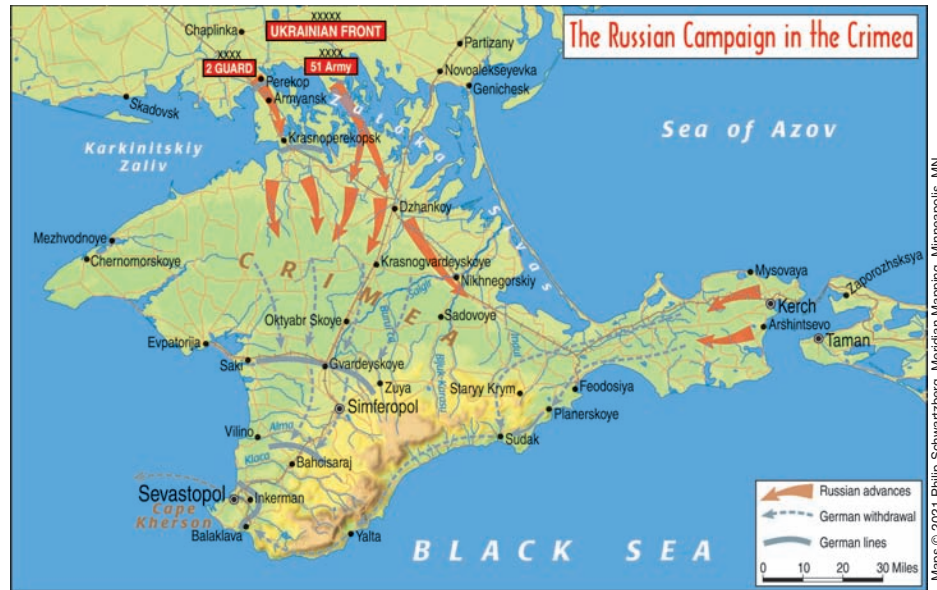 The Russian Campaign in the Crimea
XXXXX
UKRAINIAN FRONT
XXXX
2 GUARD
XXXX
51 Army
Chaplinka
Partizany
Perekop
Novoalekseyevka
Armyansk
Genichesk
Skadovsk
Zutoka Sivas
Sea of Azov
Karkinitskiy
Zaliv
Krasnoperekopsk
Dzhankoy
Mezhvodnoye
Chernomorskoye
Krasnogvardeyskoye
Nikhnegorskiy
Mysovaya
Zaporozhsksya
Kerch
Arshintsevo
Taman
CRIMEA
Salgir
Oktyabr Skoye
Sadovoye
Evpatorija
Saki
Gvardeyskoye
Zuya
Staryy Krym
Feodosiya
Planerskoye
Simferopol
Vilino
Alma
Sudak
Bahcisaraj
Sevastopol
Inkerman
Cape
Kherson
Balaklava
Yalta
BLACK SEA
Russian advances
German withdrawal
German lines
0 10 20 30 Miles
Maps © 2021 Philip Schwartzberg, Meridian Mapping, Minneapolis, MN